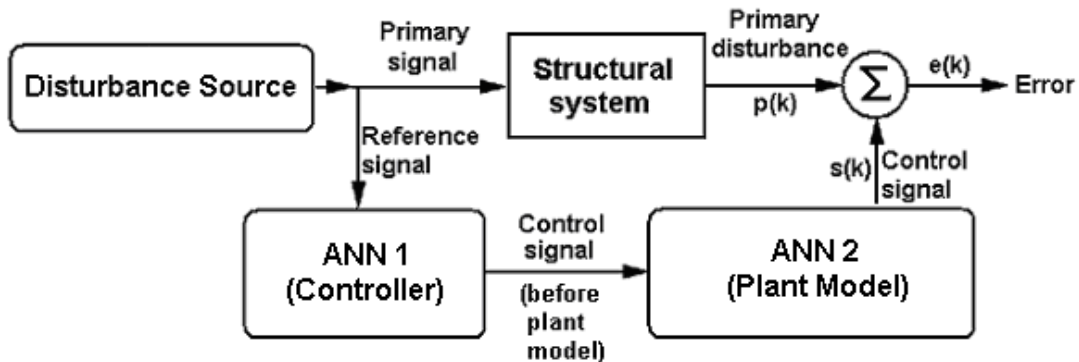 Disturbance Source
Primary
signal
Structural
system
Primary
disturbance
p(k)
Σ
e(k)
Error
Reference
signal
s(k)
Control
signal
ANN 1
(Controller)
Control
signal
(before
plant
model)
ANN 2
(Plant Model)